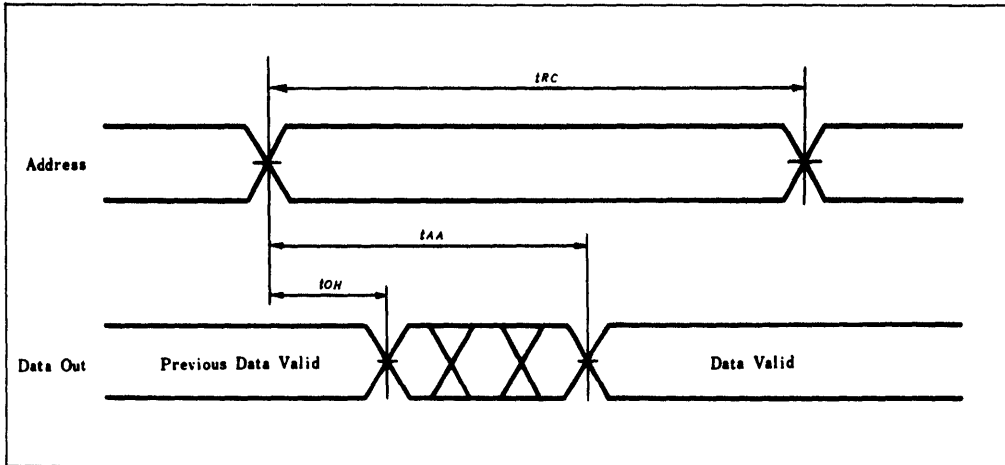 tRC
Address
tAA
tOH
Data Out
Previous Data Valid
Data Valid